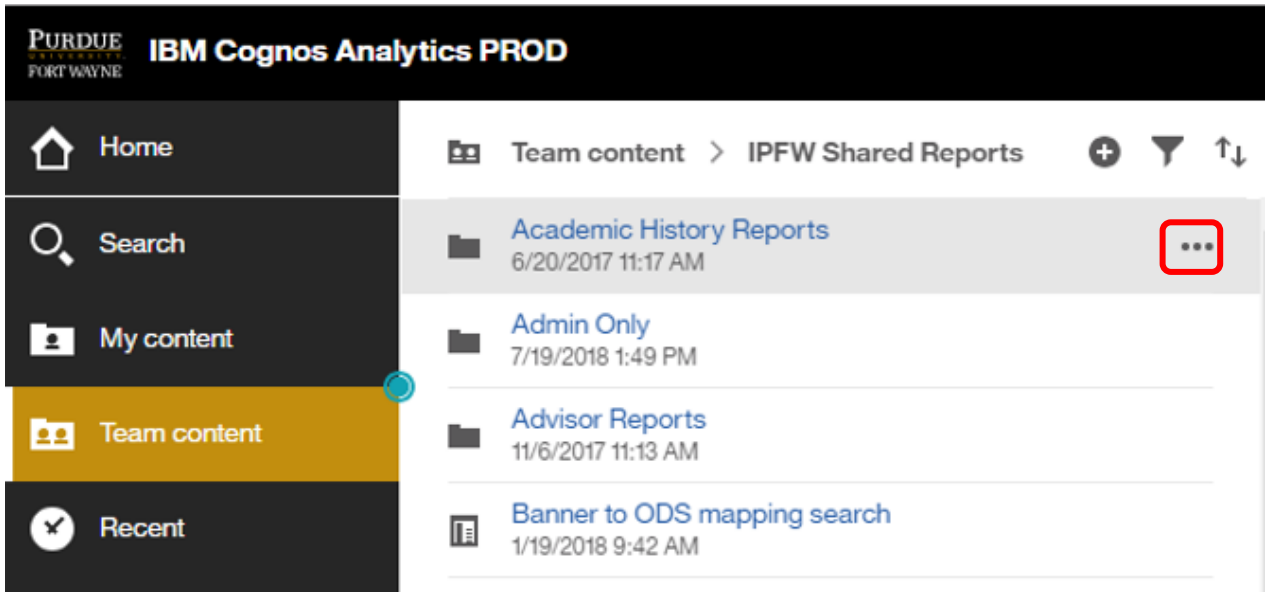 PURDUE
UNIVERSITY.
FORT WAYNE
IBM Cognos Analytics PROD
Home
Search
My content
Team content
Recent
Team content > IPFW Shared Reports
Academic History Reports
6/20/2017 11:17 AM
Admin Only
7/19/2018 1:49 PM
Advisor Reports
11/6/2017 11:13 AM
Banner to ODS mapping search
1/19/2018 9:42 AM